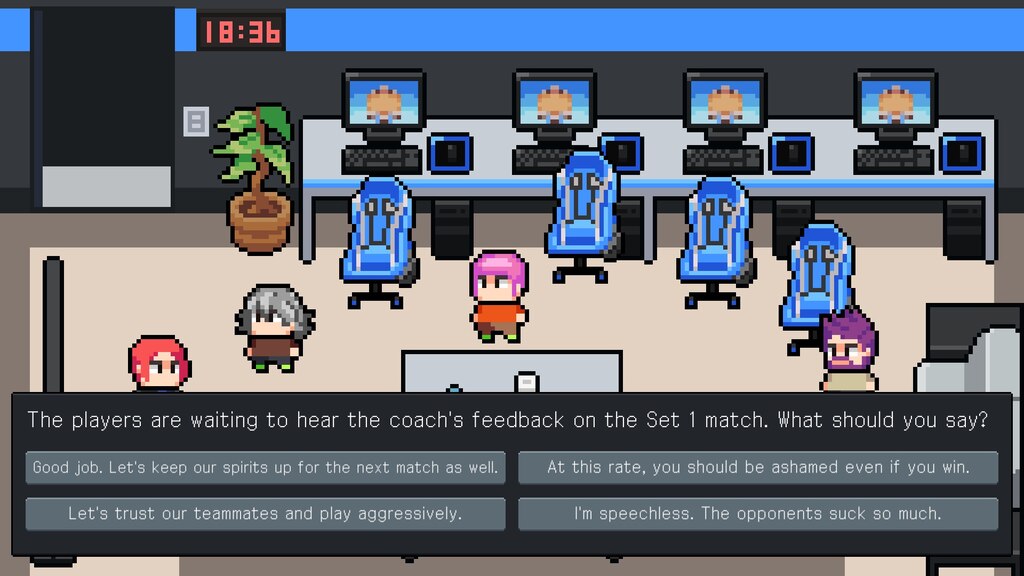 18:36
The players are waiting to hear the coach's feedback on the Set 1 match. What should you say?
Good job. Let's keep our spirits up for the next match as well.
At this rate, you should be ashamed even if you win.
Let's trust our teammates and play aggressively.
I'm speechless. The opponents suck so much.